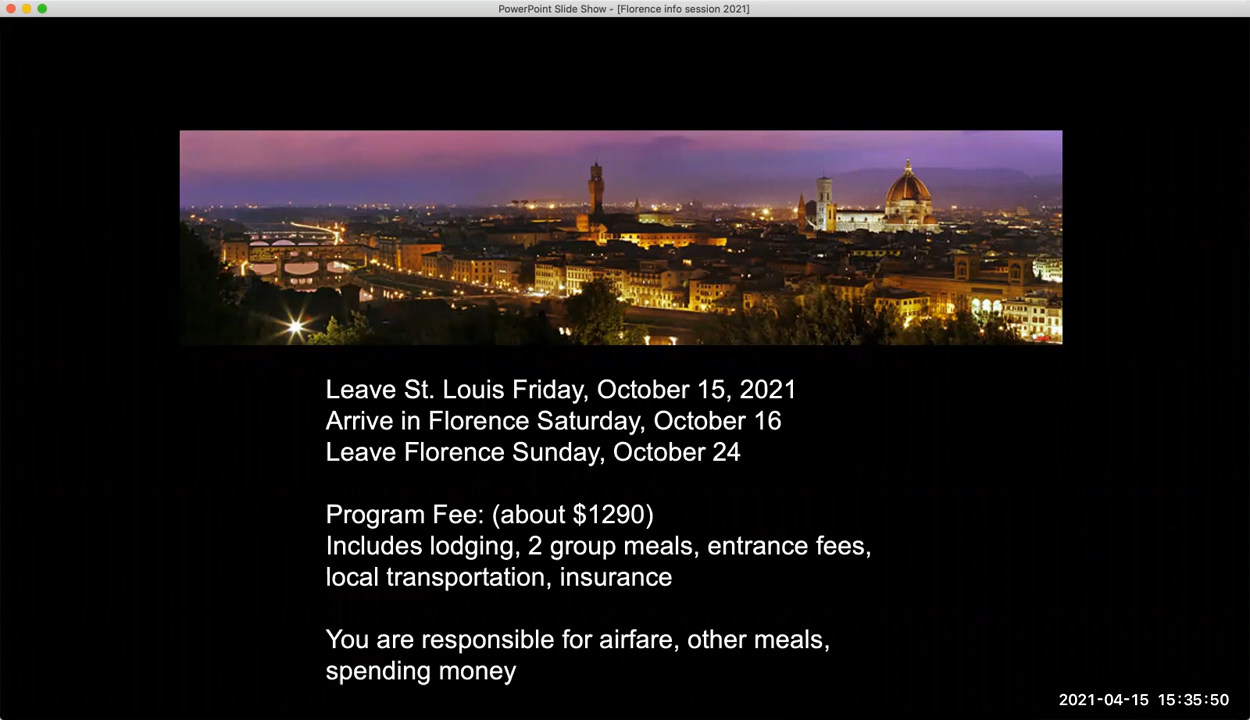 PowerPoint Slide Show - [Florence info session 2021]
Leave St. Louis Friday, October 15, 2021
Arrive in Florence Saturday, October 16
Leave Florence Sunday, October 24
Program Fee: (about $1290)
Includes lodging, 2 group meals, entrance fees,
local transportation, insurance
You are responsible for airfare, other meals,
spending money
2021-04-15 15:35:50